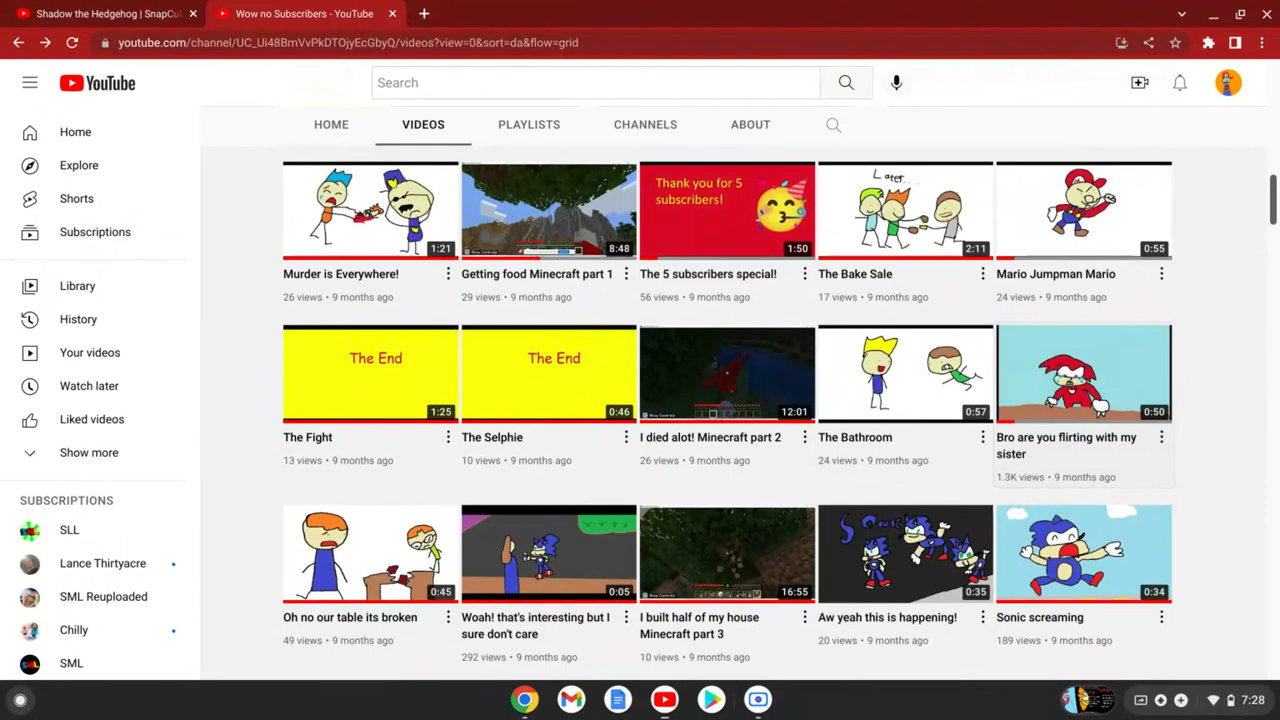 Shadow the Hedgehog | SnapCu
Wow no Subscribers - YouTube
youtube.com/channel/UC_Ui48BmVvPkDTOjyEcGbyQ/videos?view=0&sort=da&flow=grid
YouTube
Search
Home
Explore
Shorts
Subscriptions
Library
History
Your videos
Watch later
Liked videos
Show more
SUBSCRIPTIONS
SLL
Lance Thirtyacre
SML Reuploaded
Chilly
SML
SML
HOME VIDEOS PLAYLISTS CHANNELS ABOUT
1:21
8:48
Thank you for 5
subscribers!
1:50
Later..
2:11
0:55
Murder is Everywhere!
26 views • 9 months ago
Getting food Minecraft part 1
29 views • 9 months ago
The 5 subscribers special!
56 views • 9 months ago
The Bake Sale
17 views • 9 months ago
Mario Jumpman Mario
24 views • 9 months ago
The End
1:25
The End
0:46
12:01
0:57
0:50
The Fight
13 views • 9 months ago
The Selphie
10 views • 9 months ago
I died alot! Minecraft part 2
26 views • 9 months ago
The Bathroom
24 views • 9 months ago
Bro are you flirting with my
sister
1.3K views • 9 months ago
0:45
0:05
16:55
Sonic
0:35
0:34
Oh no our table its broken
49 views • 9 months ago
Woah! that's interesting but I
sure don't care
292 views • 9 months ago
I built half of my house
Minecraft part 3
10 views • 9 months ago
Aw yeah this is happening!
20 views • 9 months ago
Sonic screaming
189 views • 9 months ago
7:28